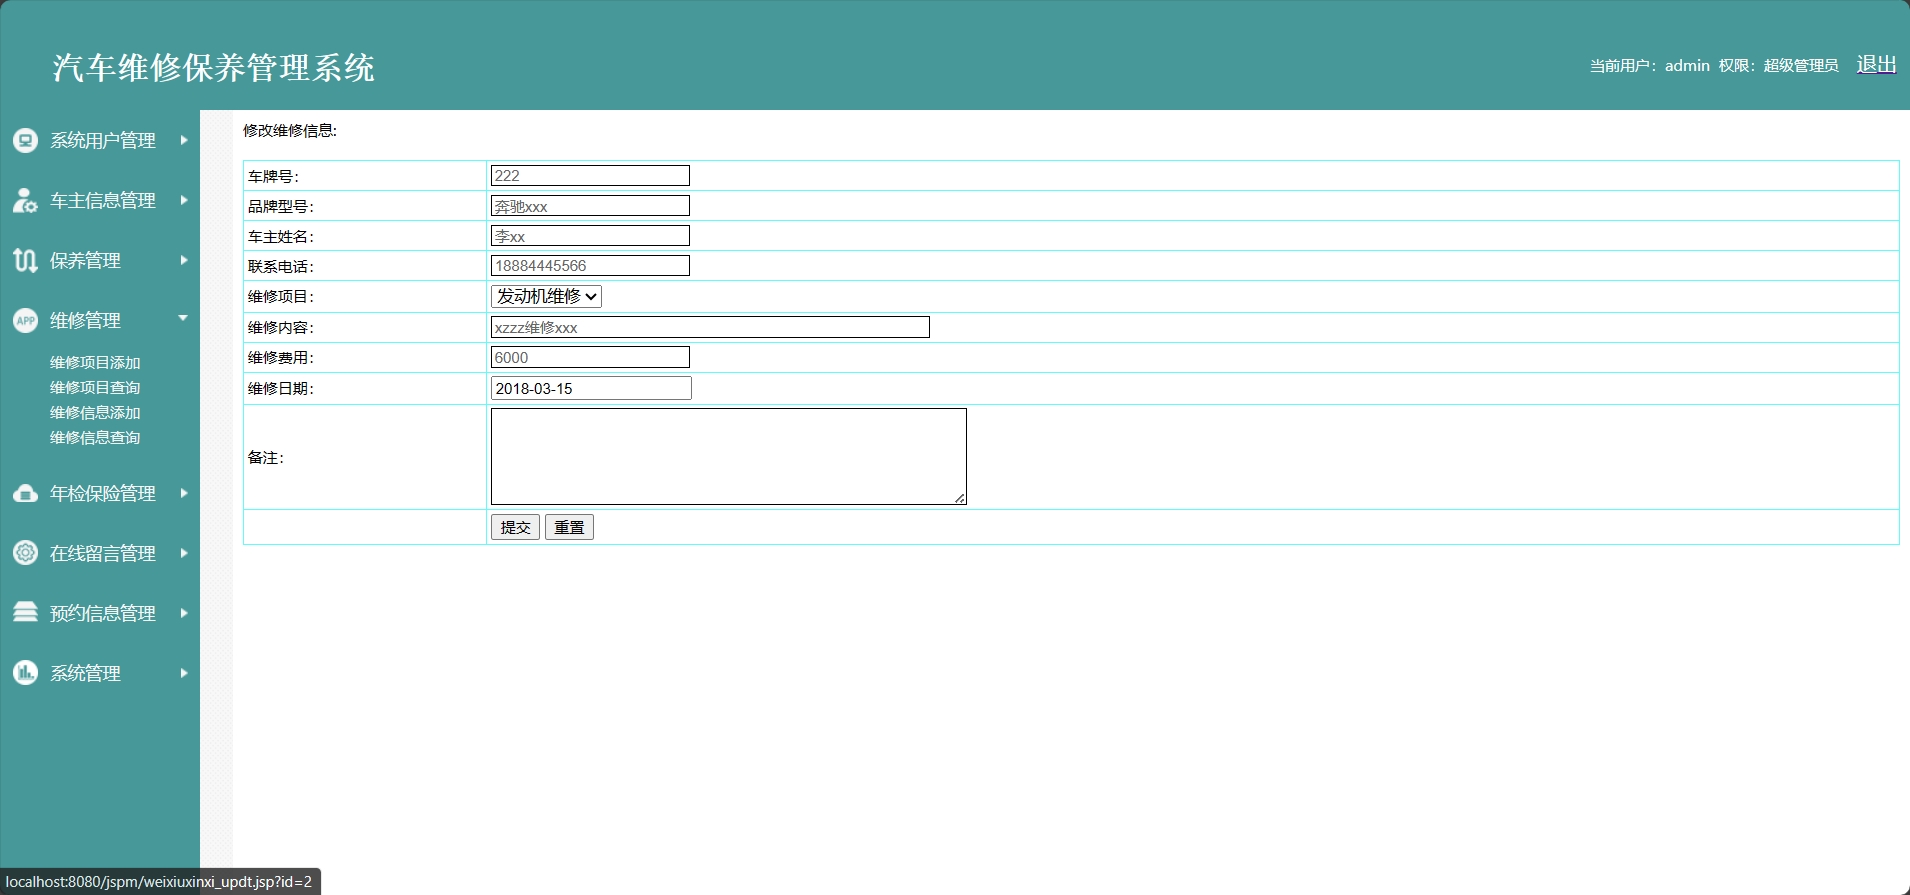 汽车维修保养管理系统
当前用户：admin 权限：超级管理员 退出
系统用户管理
车主信息管理
保养管理
APP 维修管理
维修项目添加
维修项目查询
维修信息添加
维修信息查询
年检保险管理
在线留言管理
预约信息管理
系统管理
修改维修信息:
车牌号： 222
品牌型号： 奔驰xxx
车主姓名： 李xx
联系电话： 18884445566
维修项目： 发动机维修
维修内容： xzzz维修xxx
维修费用： 6000
维修日期： 2018-03-15
备注：
提交 重置
localhost:8080/jspm/weixiuxinxi_updt.jsp?id=2